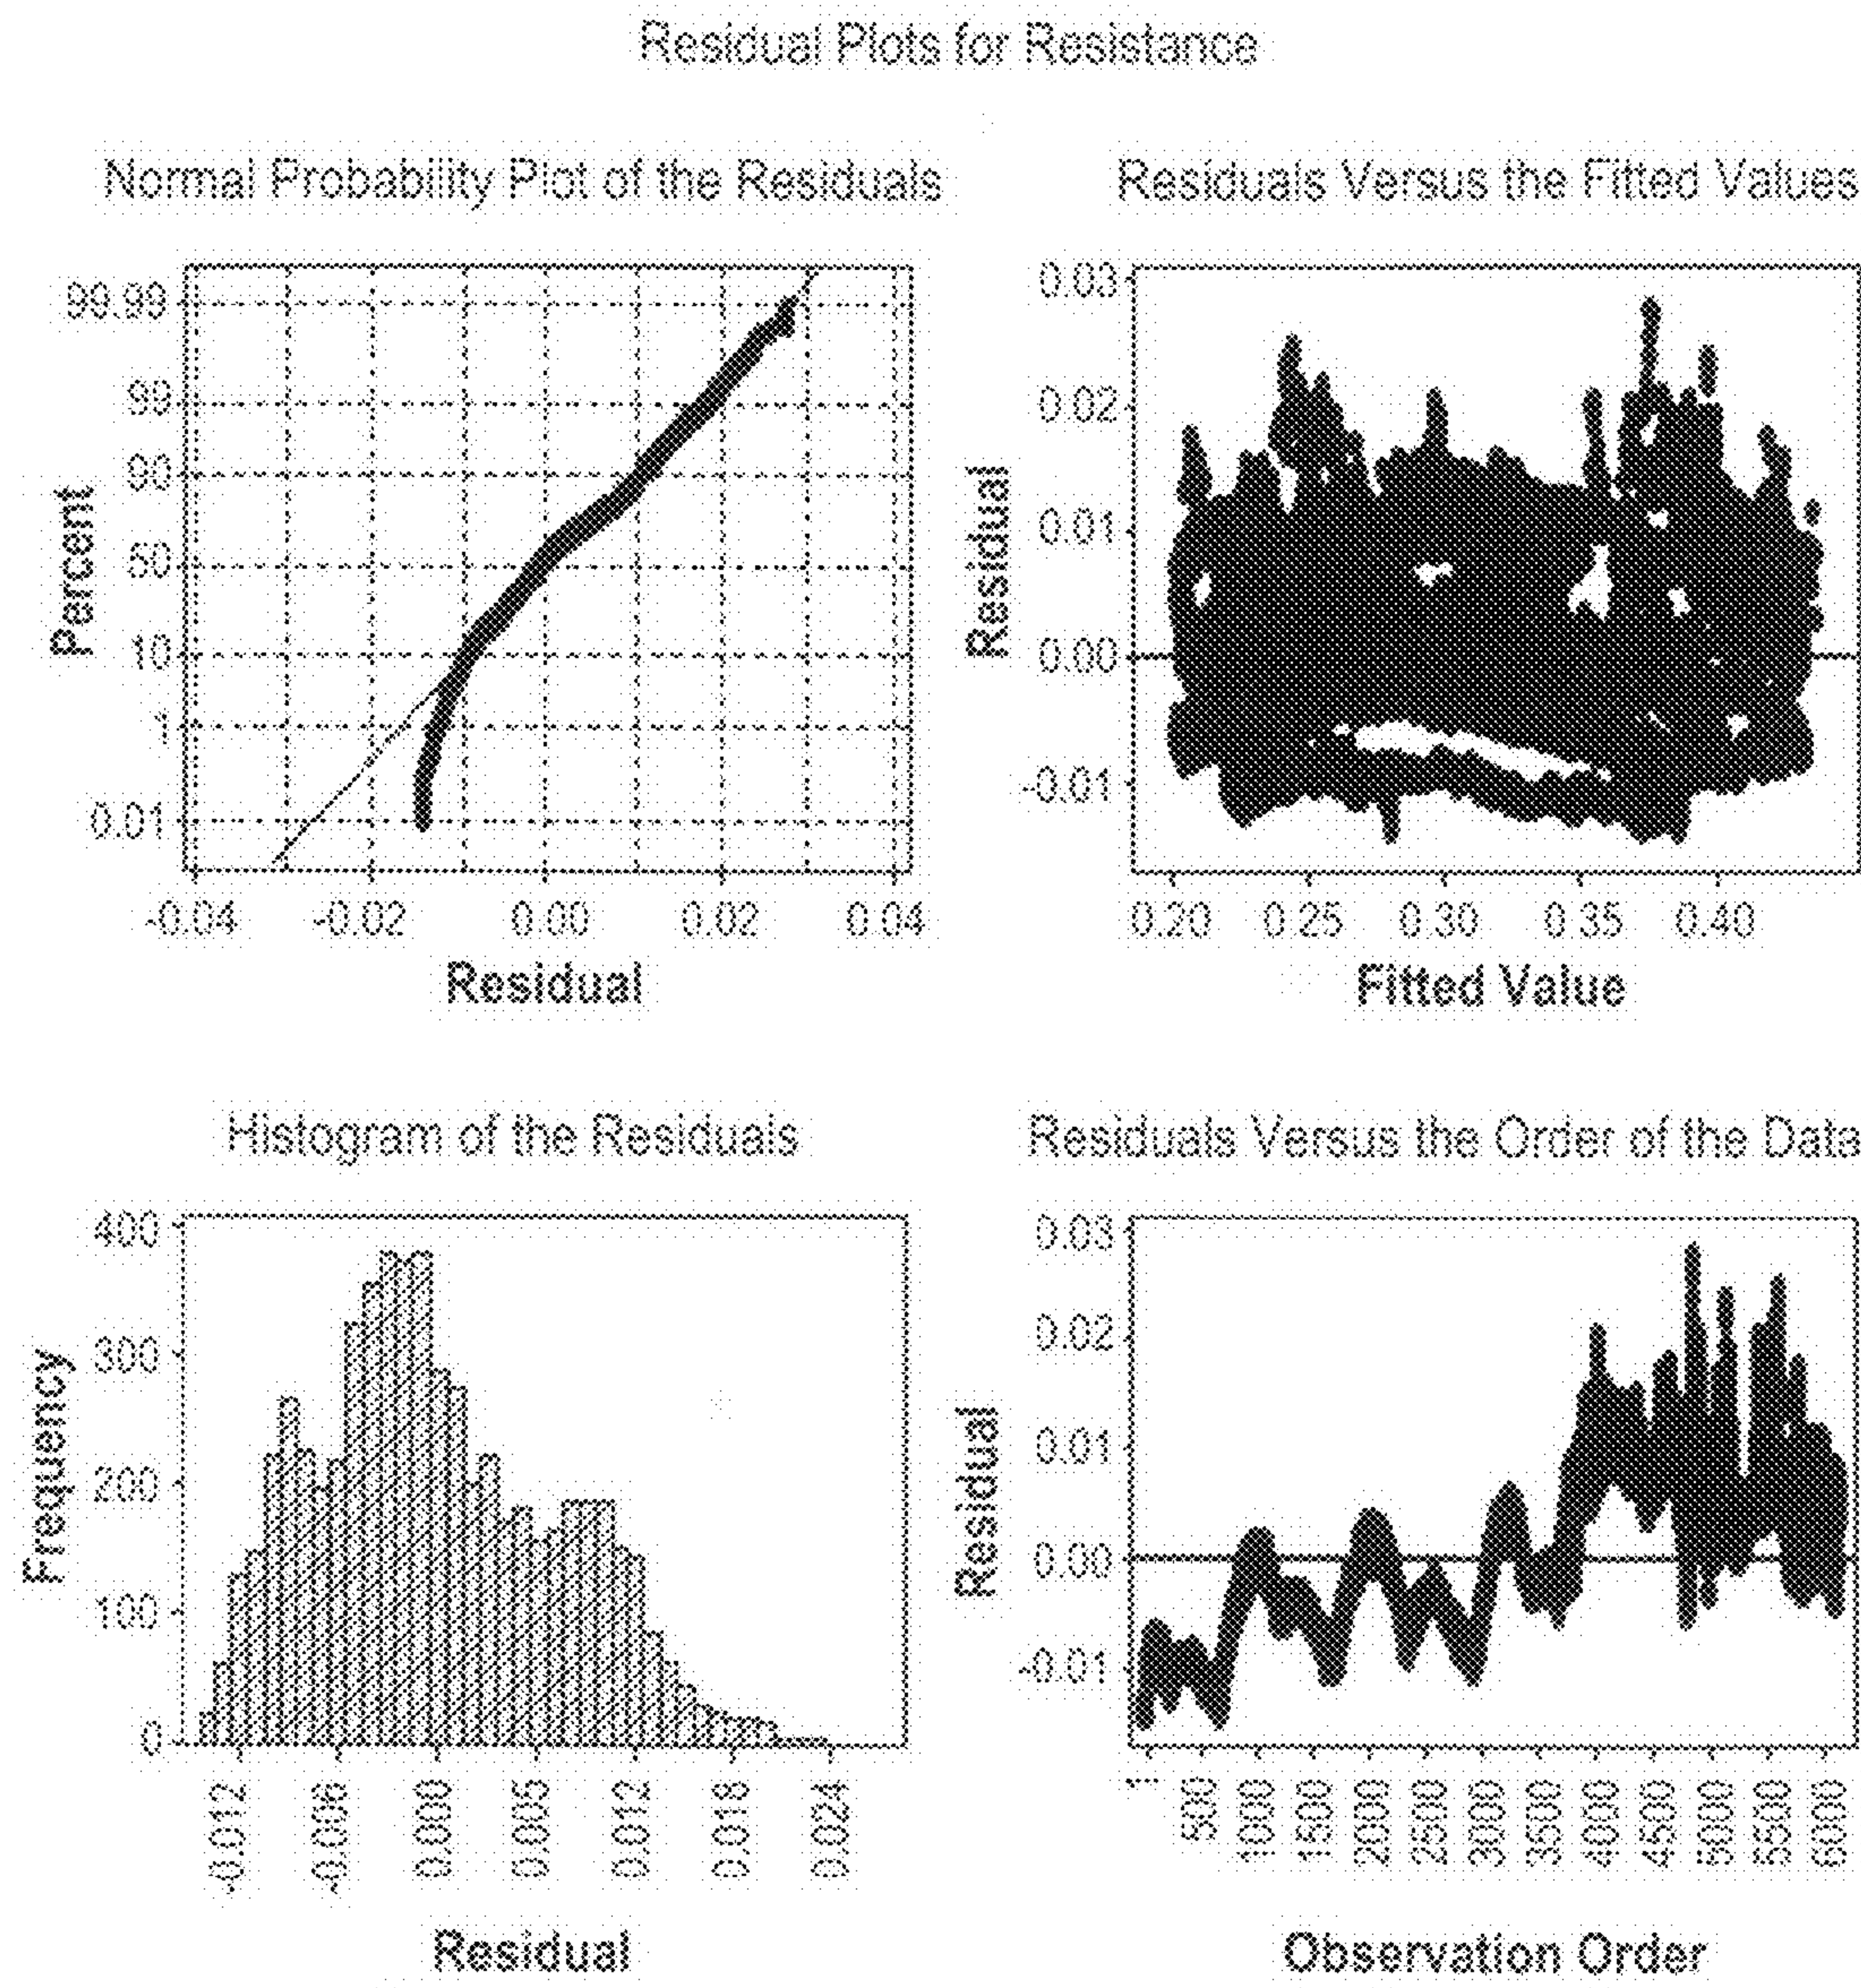 Residual Plots for Resistance
Normal Probability Plot of the Residuals
99.99
99
90
50
10
1
0.01
Percent
-0.04 -0.02 0.00 0.02 0.04
Residual
Residuals Versus the Fitted Values
0.03
0.02
0.01
0.00
-0.01
Residual
0.20 0.25 0.30 0.35 0.40
Fitted Value
Histogram of the Residuals
400
300
200
100
0
Frequency
-0.012 -0.006 0.000 0.006 0.012 0.018 0.024
Residual
Residuals Versus the Order of the Data
0.03
0.02
0.01
0.00
-0.01
Residual
1 500 1000 1500 2000 2500 3000 3500 4000 4500 5000 5500 6000
Observation Order